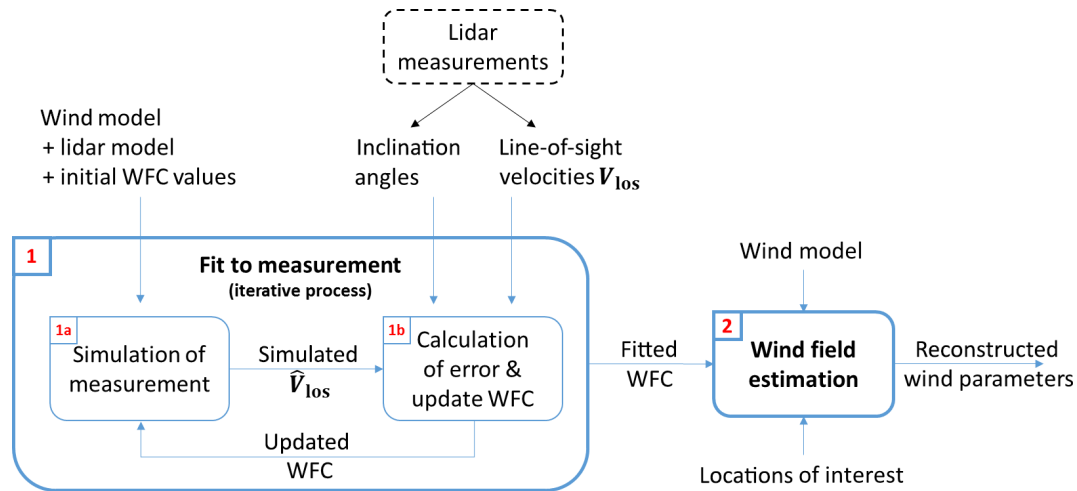 Lidar
measurements
Wind model
+ lidar model
+ initial WFC values
Inclination
angles
Line-of-sight
velocities V_los
1
Fit to measurement
(iterative process)
1a
Simulation of
measurement
Simulated
V̂_los
1b
Calculation
of error &
update WFC
Updated
WFC
Fitted
WFC
Wind model
2
Wind field
estimation
Reconstructed
wind parameters
Locations of interest